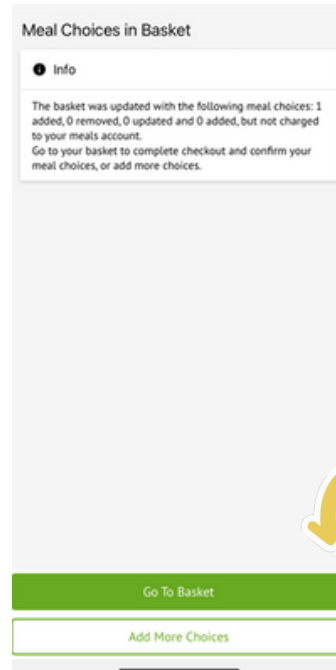 Meal Choices in Basket
Info
The basket was updated with the following meal choices: 1
added, 0 removed, 0 updated and 0 added, but not charged
to your meals account.
Go to your basket to complete checkout and confirm your
meal choices, or add more choices.
Go To Basket
Add More Choices